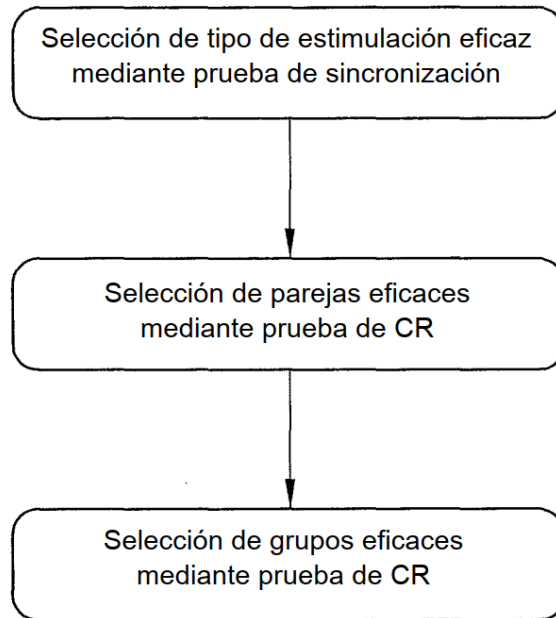 Selección de tipo de estimulación eficaz
mediante prueba de sincronización
Selección de parejas eficaces
mediante prueba de CR
Selección de grupos eficaces
mediante prueba de CR